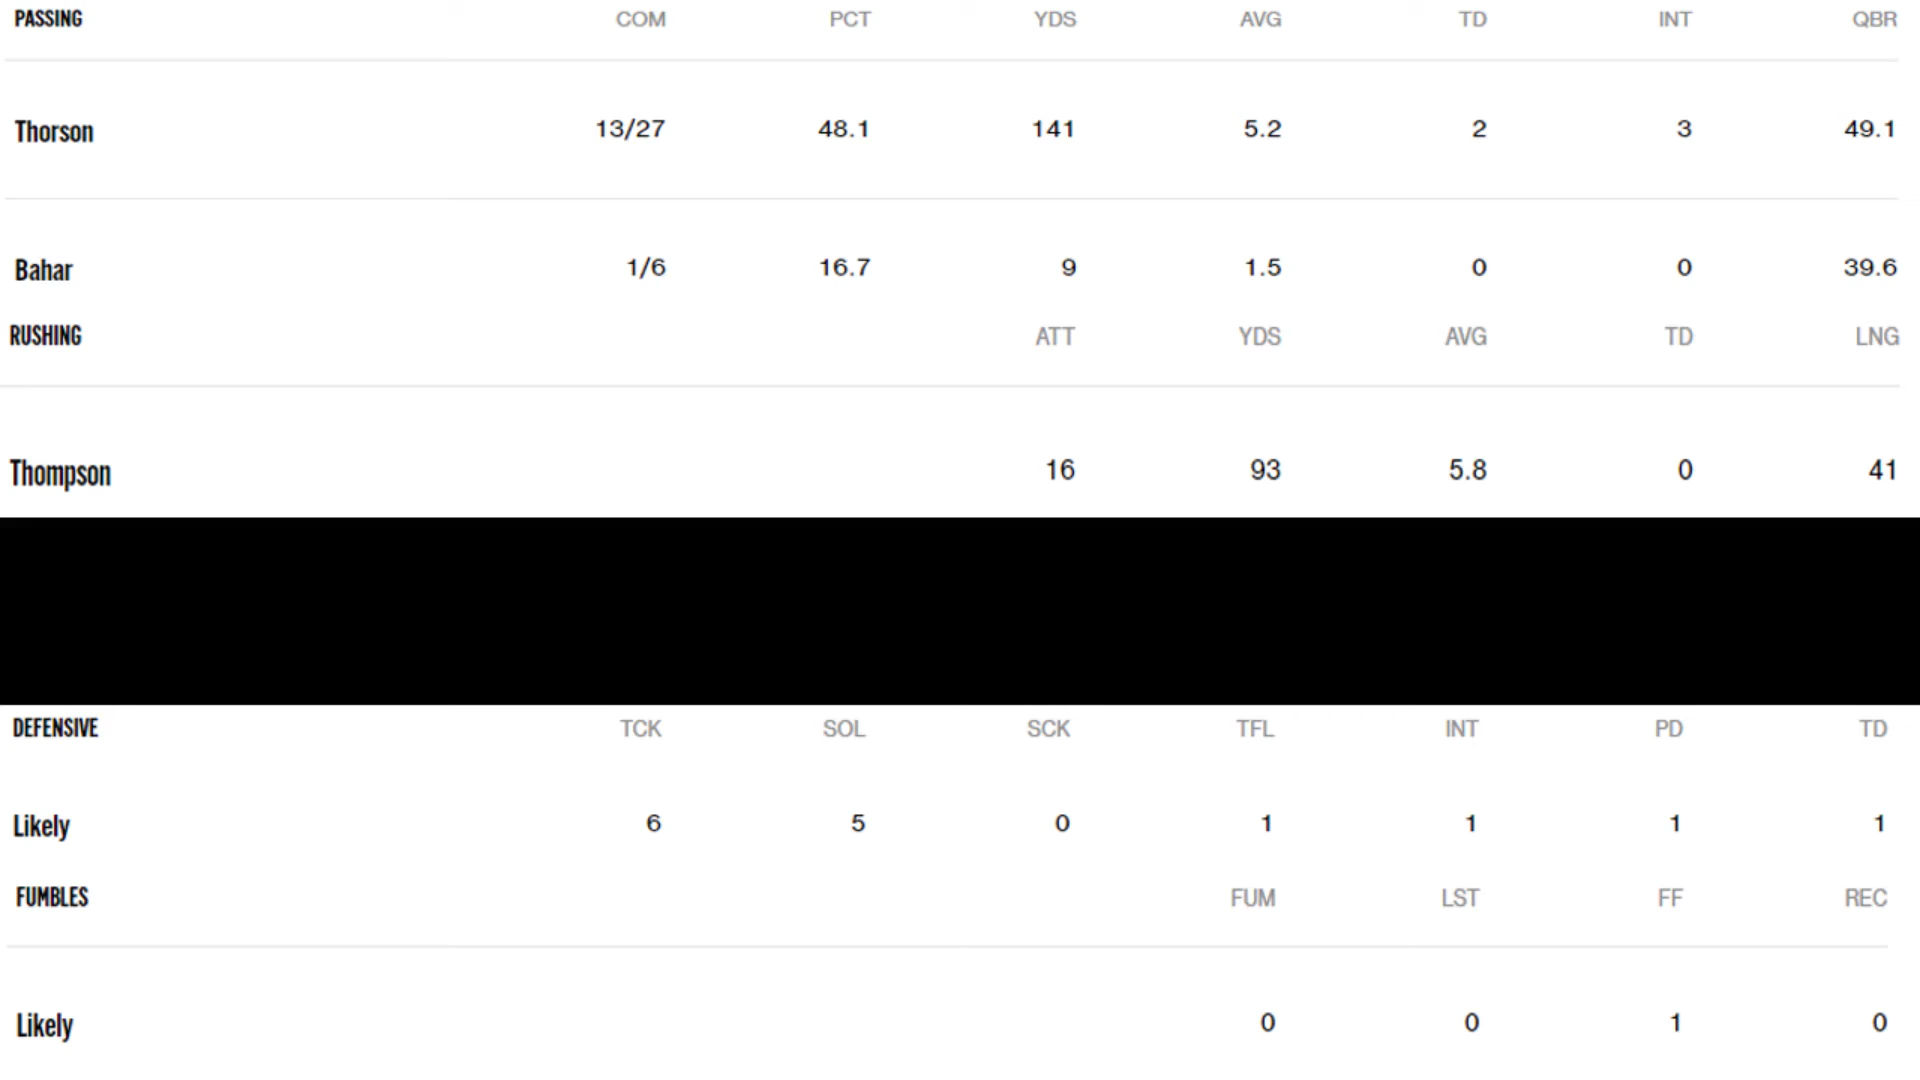 PASSING COM PCT YDS AVG TD INT QBR
Thorson 13/27 48.1 141 5.2 2 3 49.1
Bahar 1/6 16.7 9 1.5 0 0 39.6
RUSHING ATT YDS AVG TD LNG
Thompson 16 93 5.8 0 41
DEFENSIVE TCK SOL SCK TFL INT PD TD
Likely 6 5 0 1 1 1 1
FUMBLES FUM LST FF REC
Likely 0 0 1 0